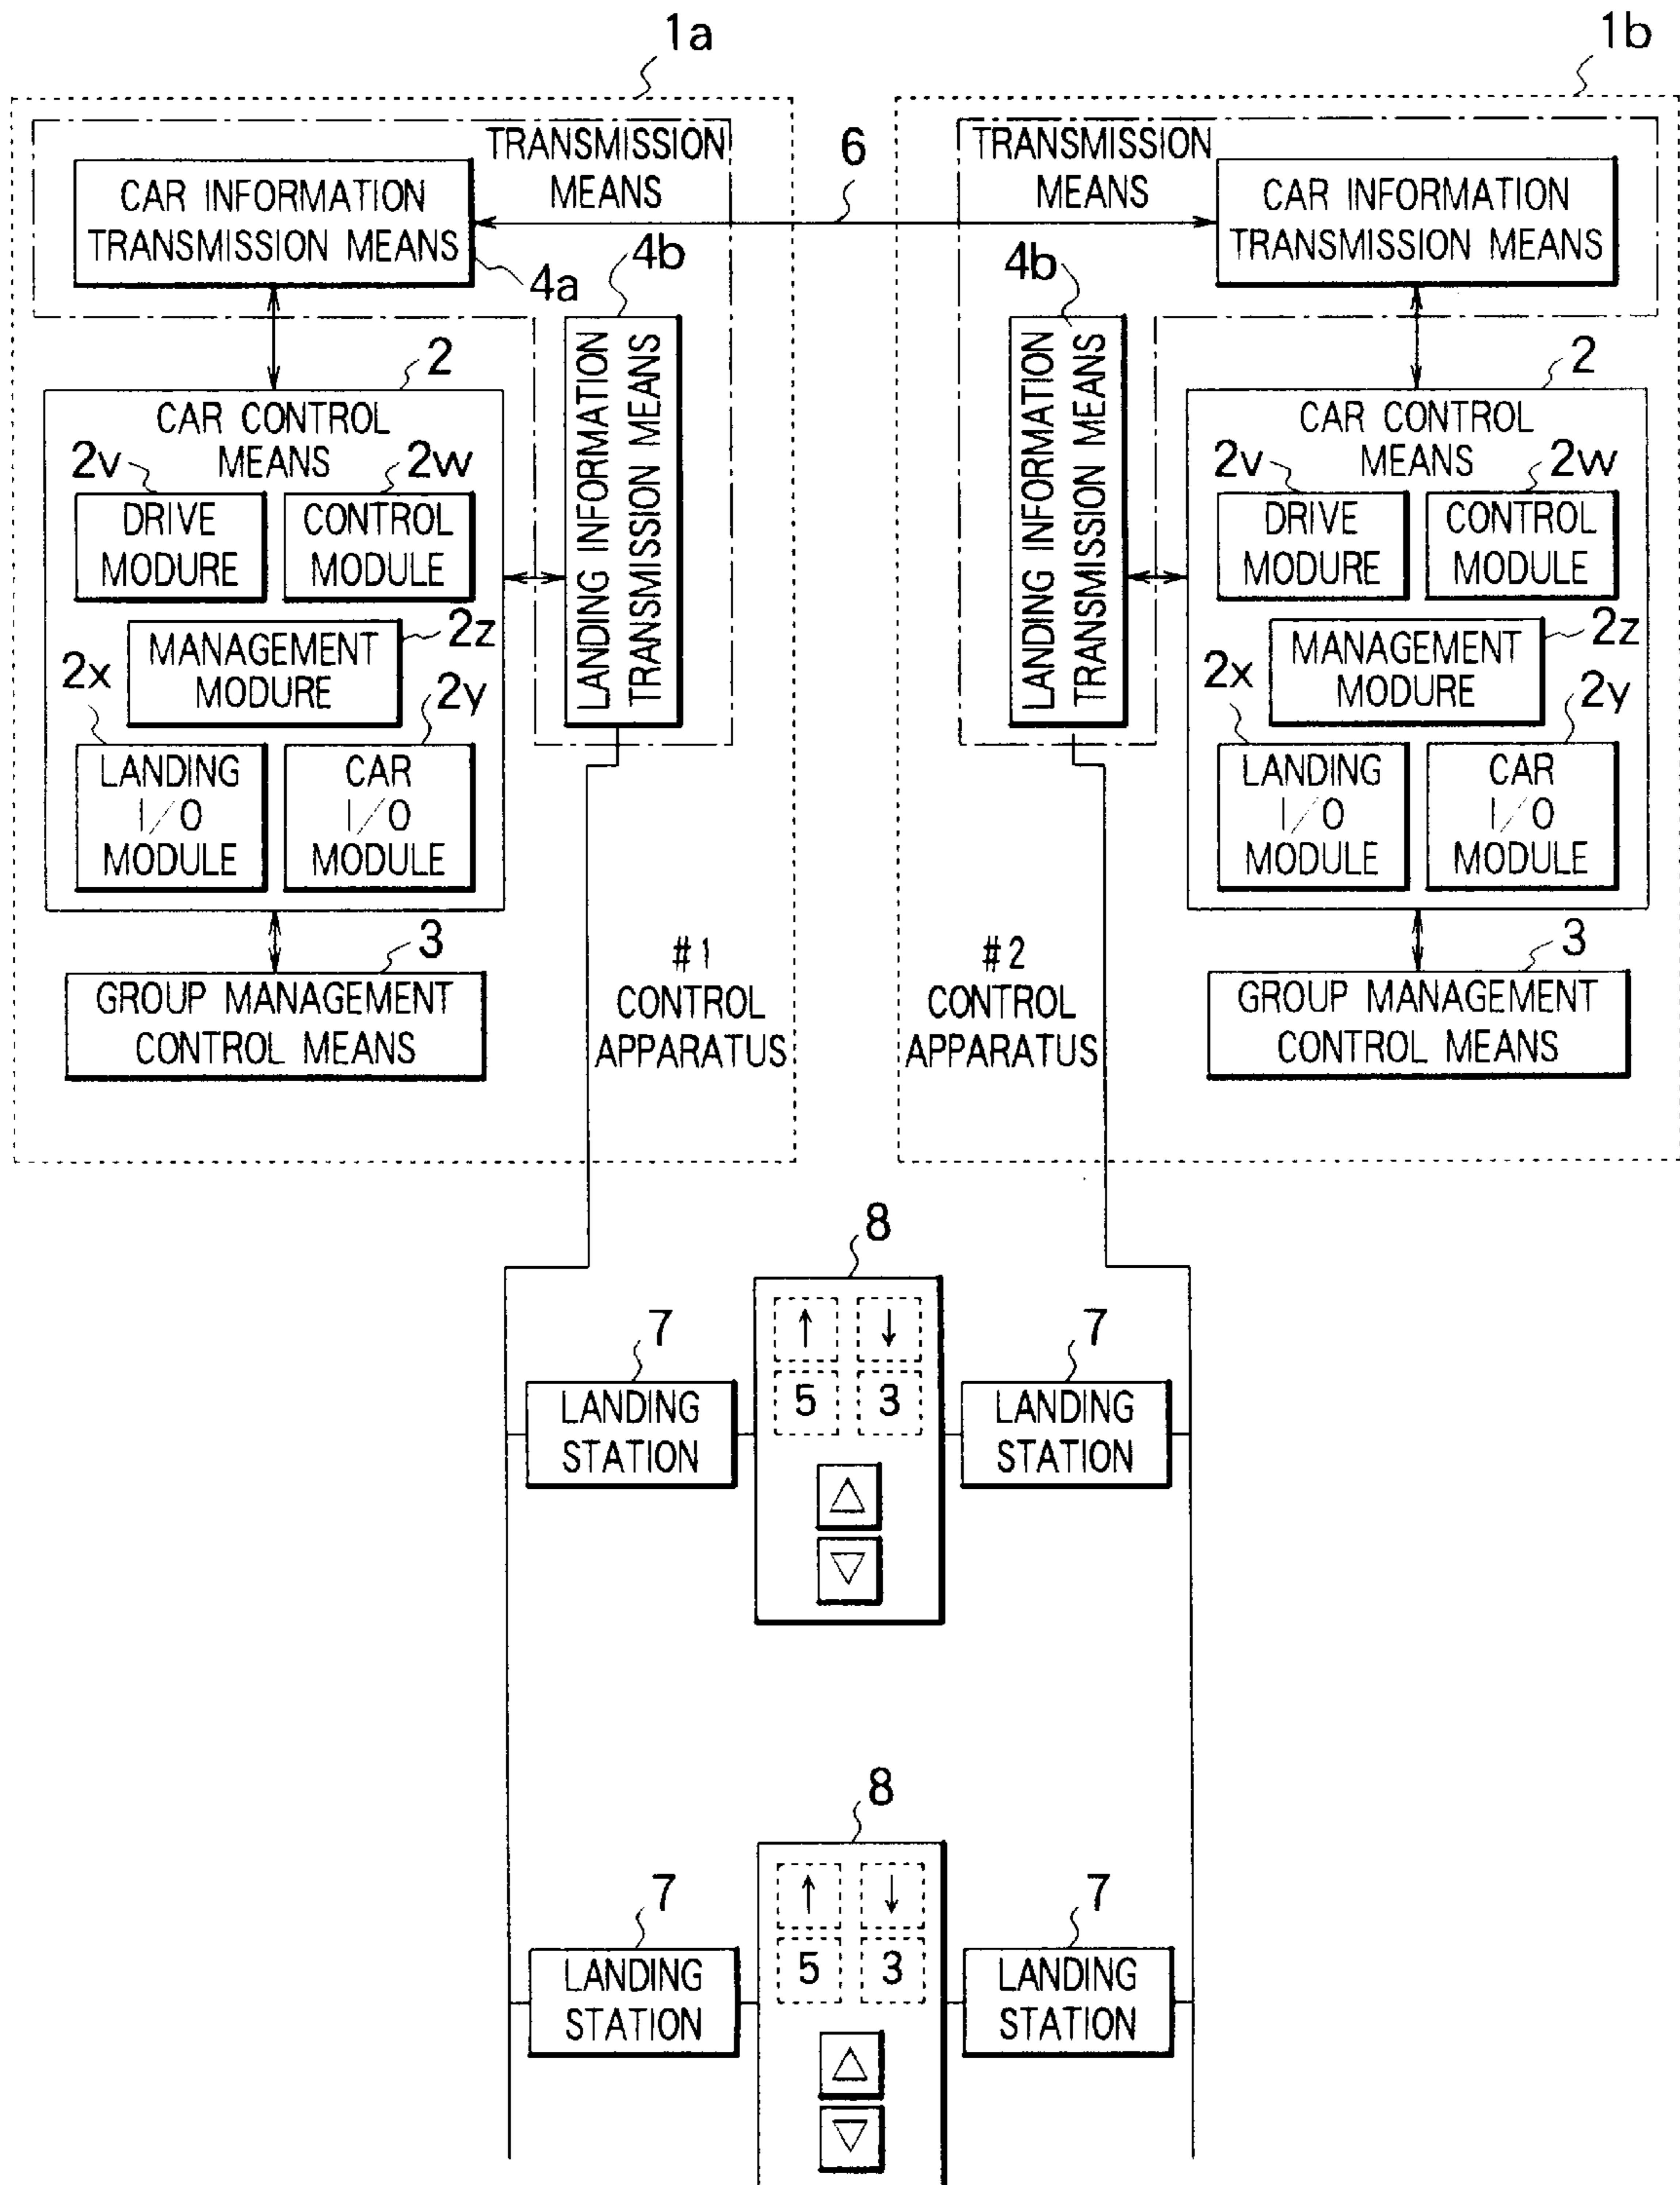 1a
1b
TRANSMISSION
MEANS
CAR INFORMATION
TRANSMISSION MEANS
4a
6
TRANSMISSION
MEANS
CAR INFORMATION
TRANSMISSION MEANS
4b
LANDING INFORMATION
TRANSMISSION MEANS
4b
LANDING INFORMATION
TRANSMISSION MEANS
2
CAR CONTROL
MEANS
2v
2w
DRIVE
MODURE
CONTROL
MODULE
2z
MANAGEMENT
MODURE
2x
2y
LANDING
I/O
MODULE
CAR
I/O
MODULE
3
GROUP MANAGEMENT
CONTROL MEANS
#1
CONTROL
APPARATUS
2
CAR CONTROL
MEANS
2v
2w
DRIVE
MODURE
CONTROL
MODULE
2z
MANAGEMENT
MODURE
2x
2y
LANDING
I/O
MODULE
CAR
I/O
MODULE
3
GROUP MANAGEMENT
CONTROL MEANS
#2
CONTROL
APPARATUS
8
↑ ↓
5 3
△
▽
7
LANDING
STATION
7
LANDING
STATION
8
↑ ↓
5 3
△
▽
7
LANDING
STATION
7
LANDING
STATION